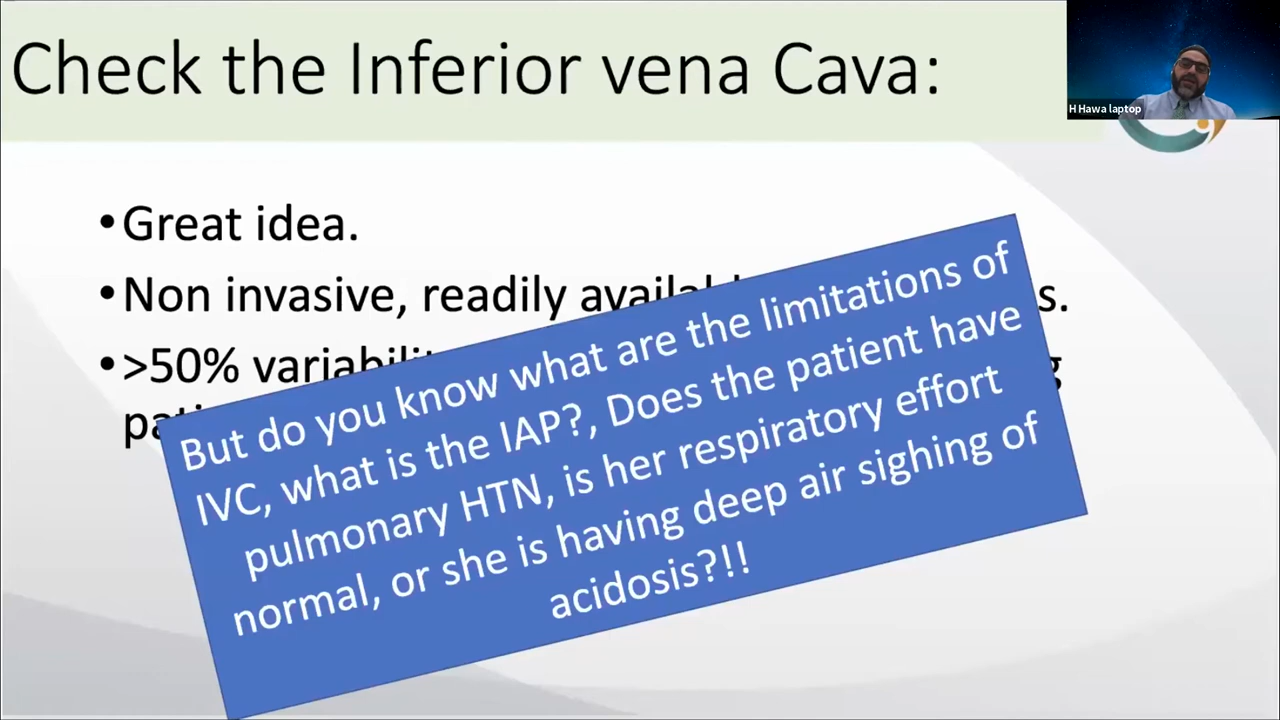 Check the Inferior vena Cava:
H Hawa laptop
•Great idea.
•Non invasive, readily s.
•>50%
But do you know what are the limitations of
IVC, what is the IAP?, Does the patient have
pulmonary HTN, is her respiratory effort
normal, or she is having deep air sighing of
acidosis?!!